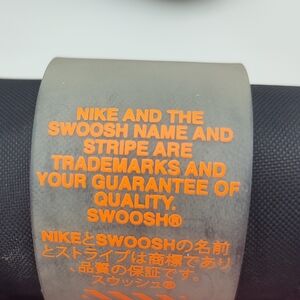 NIKE AND THE
SWOOSH NAME AND
STRIPE ARE
TRADEMARKS AND
YOUR GUARANTEE OF
QUALITY.
SWOOSH®
NIKEとSWOOSHの名前
とストライプは商標であり
、品質の保証です。
スウッシュ®